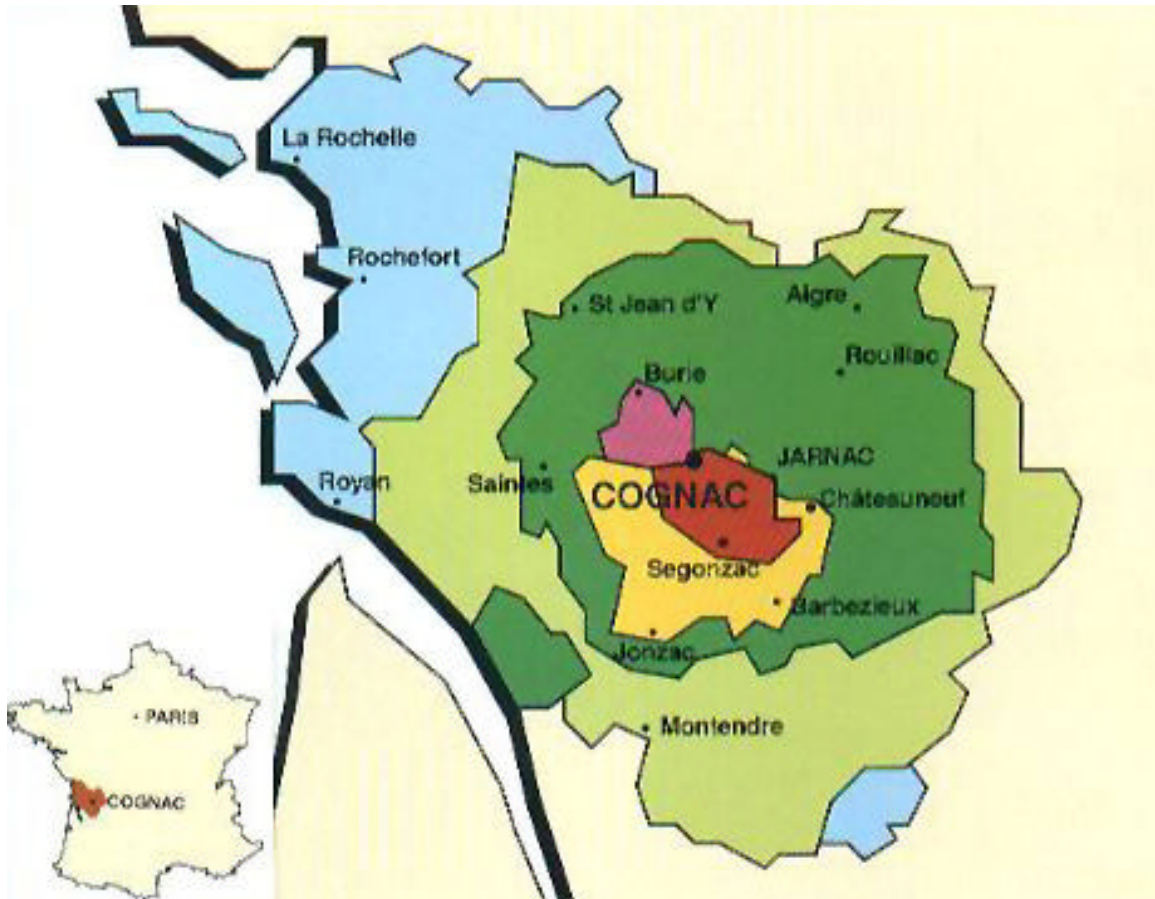 La Rochelle
Rochefort
St Jean d'Y
Aigre
Rouillac
Burie
JARNAC
Royan
Saintes
COGNAC
Châteauneuf
Segonzac
Barbezieux
Jonzac
Montendre
PARIS
COGNAC